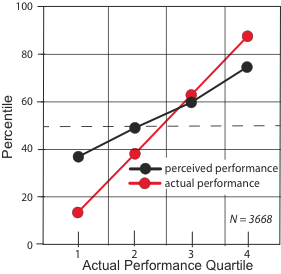 Percentile
100
80
60
40
20
0
perceived performance
actual performance
N = 3668
1 2 3 4
Actual Performance Quartile